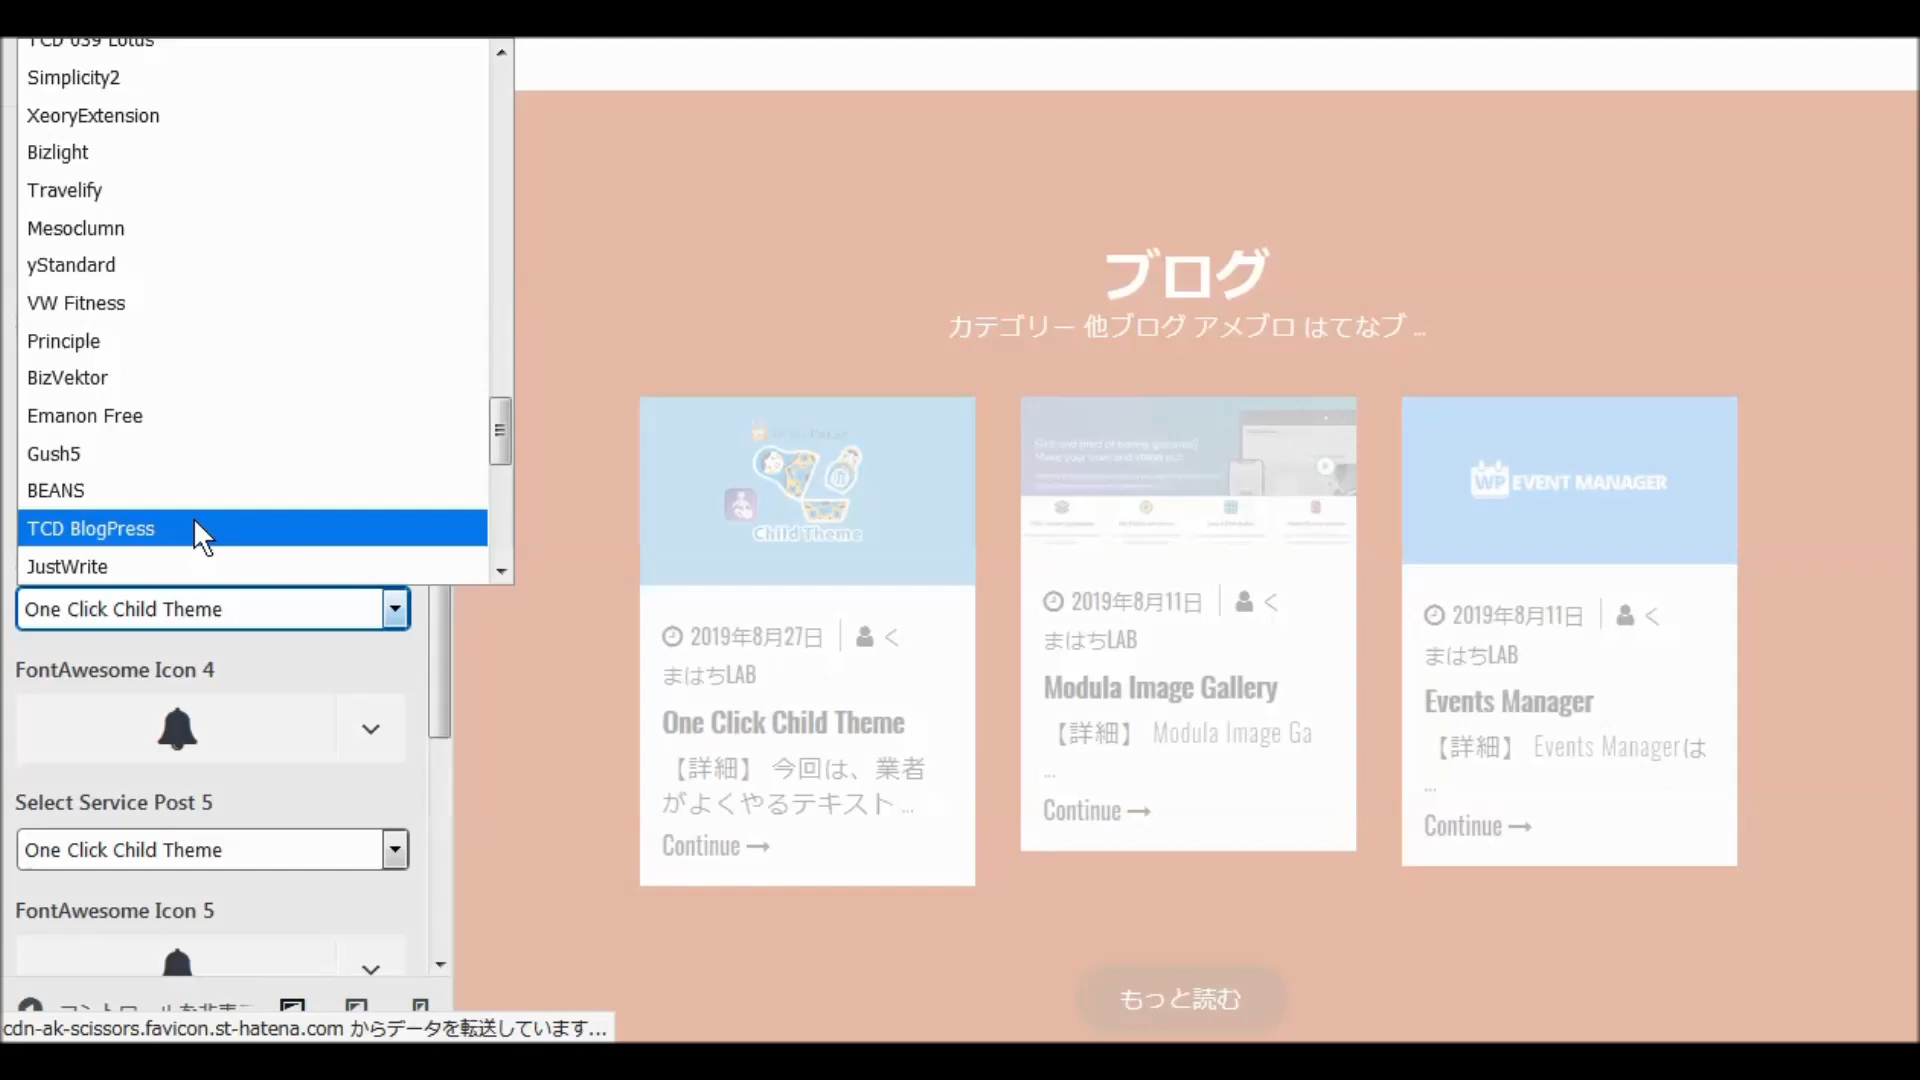 TCD 039 Lotus
Simplicity2
XeoryExtension
Bizlight
Travelify
Mesoclumn
yStandard
VW Fitness
Principle
BizVektor
Emanon Free
Gush5
BEANS
TCD BlogPress
JustWrite
One Click Child Theme
FontAwesome Icon 4
Select Service Post 5
One Click Child Theme
FontAwesome Icon 5
cdn-ak-scissors.favicon.st-hatena.com からデータを転送しています...
ブログ
カテゴリー 他ブログ アメブロ はてなブ ...
Child Theme
2019年8月27日 く
まはちLAB
One Click Child Theme
【詳細】 今回は、業者
がよくやるテキスト ...
Continue
2019年8月11日 く
まはちLAB
Modula Image Gallery
【詳細】 Modula Image Ga
...
Continue
WP EVENT MANAGER
2019年8月11日 く
まはちLAB
Events Manager
【詳細】 Events Managerは
...
Continue
もっと読む